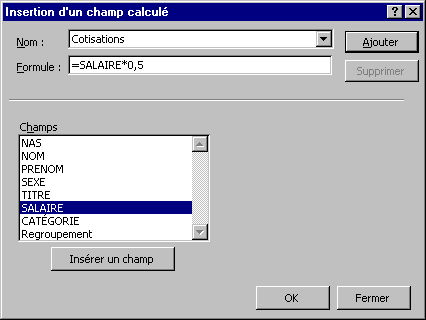 Insertion d'un champ calculé
Nom : Cotisations Ajouter
Formule : =SALAIRE*0,5 Supprimer
Champs
NAS
NOM
PRENOM
SEXE
TITRE
SALAIRE
CATÉGORIE
Regroupement
Insérer un champ
OK Fermer